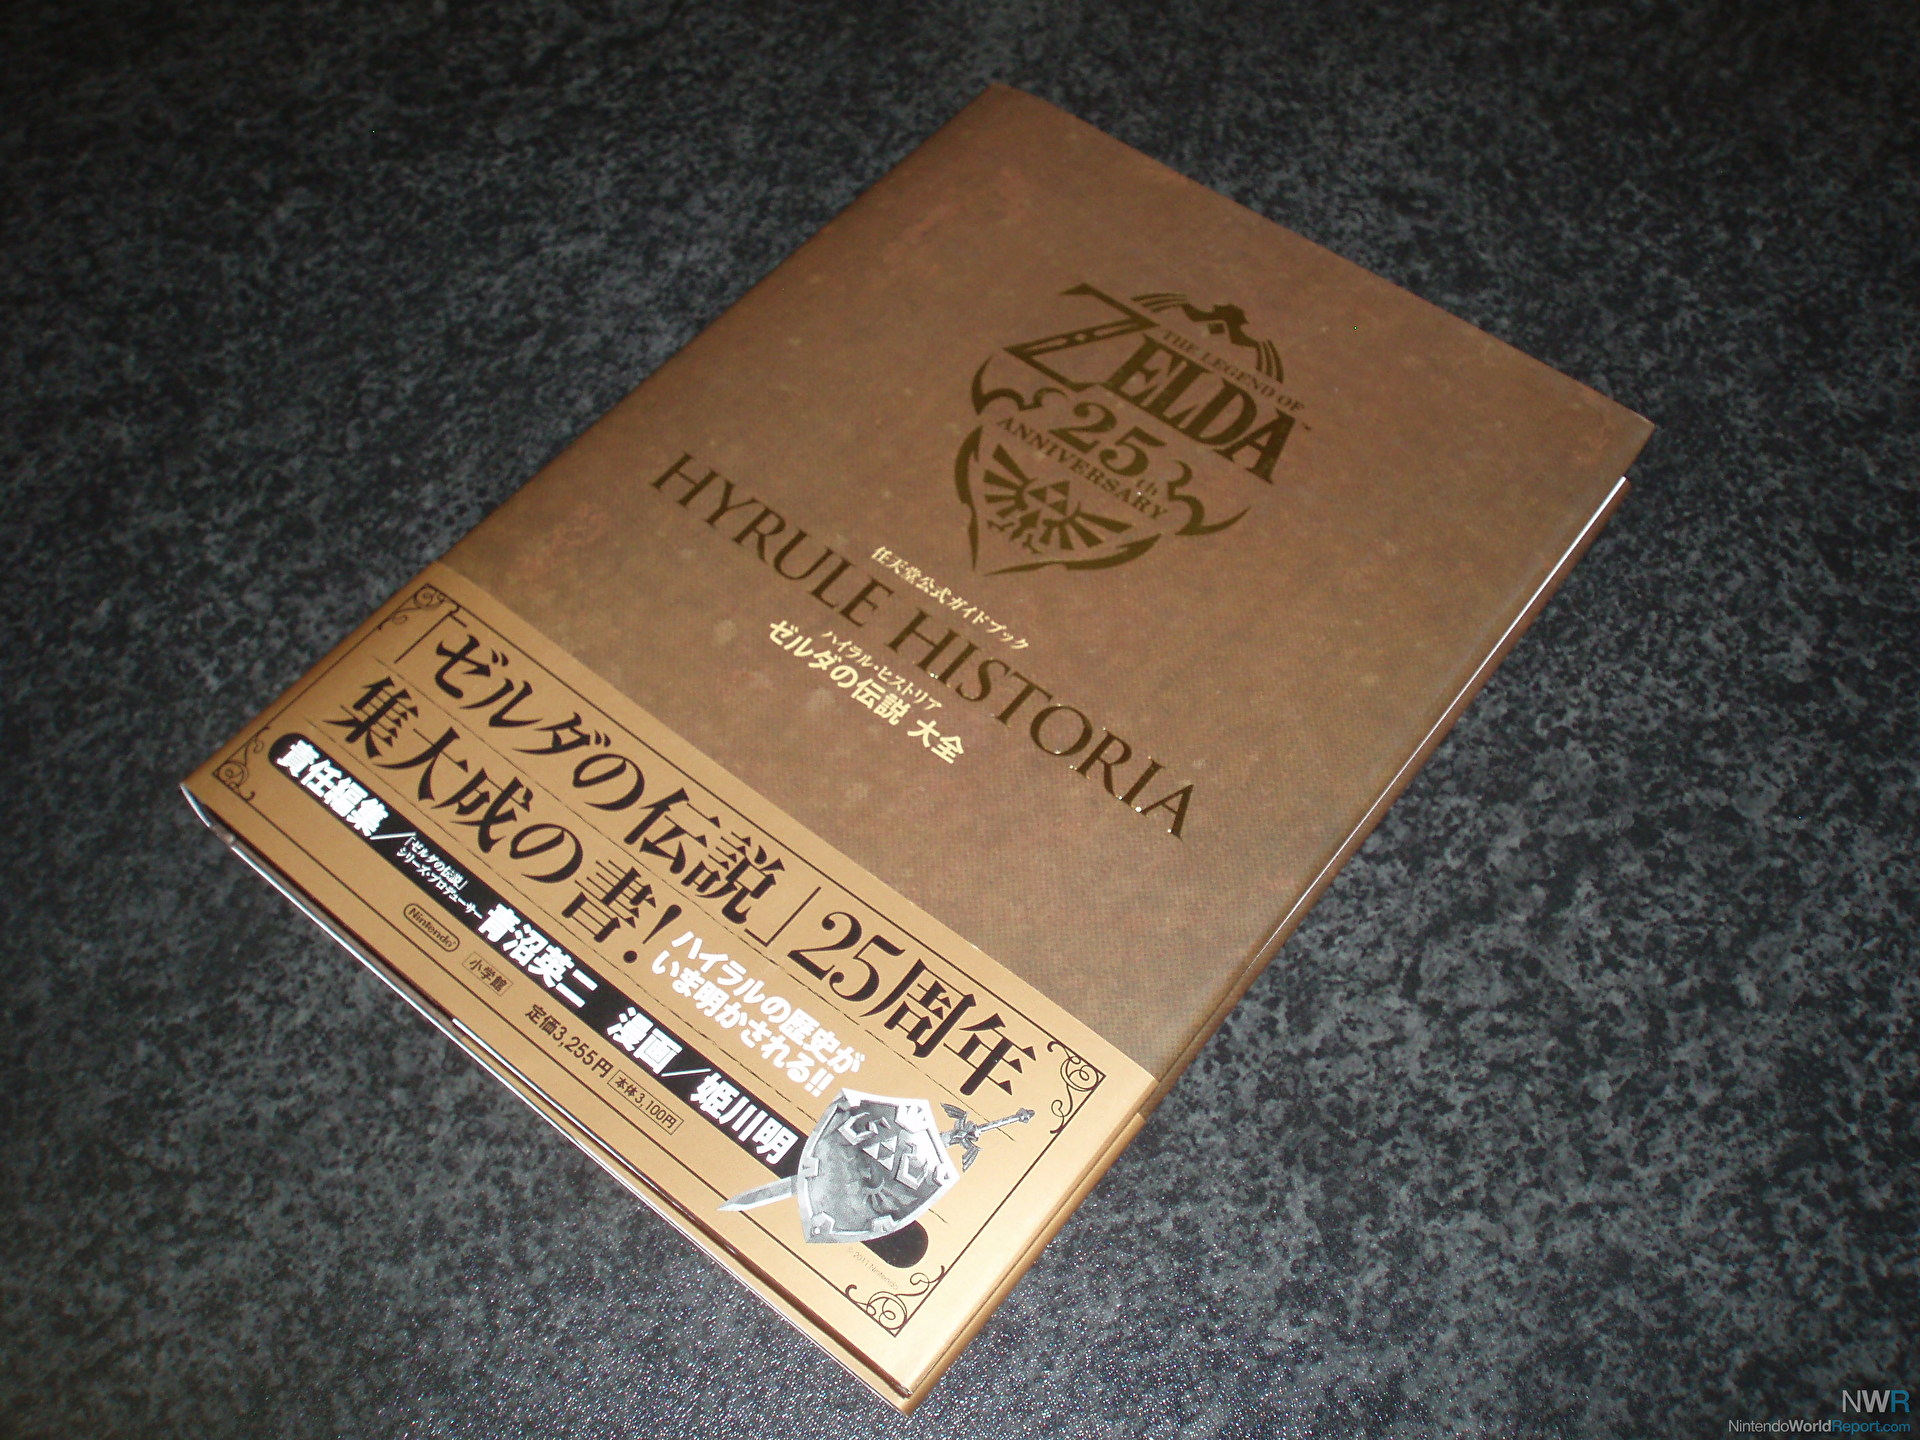 THE LEGEND OF
ZELDA™
25th
ANNIVERSARY
任天堂公式ガイドブック
HYRULE HISTORIA
ハイラル・ヒストリア
ゼルダの伝説 大全
「ゼルダの伝説」25周年
集大成の書!
ハイラルの歴史が
いま明かされる!!
責任編集/「ゼルダの伝説」
シリーズ・プロデューサー 青沼英二 漫画/姫川明
Nintendo
小学館
定価3,255円 本体3,100円
© 2011 Nintendo
NWR
NintendoWorldReport.com